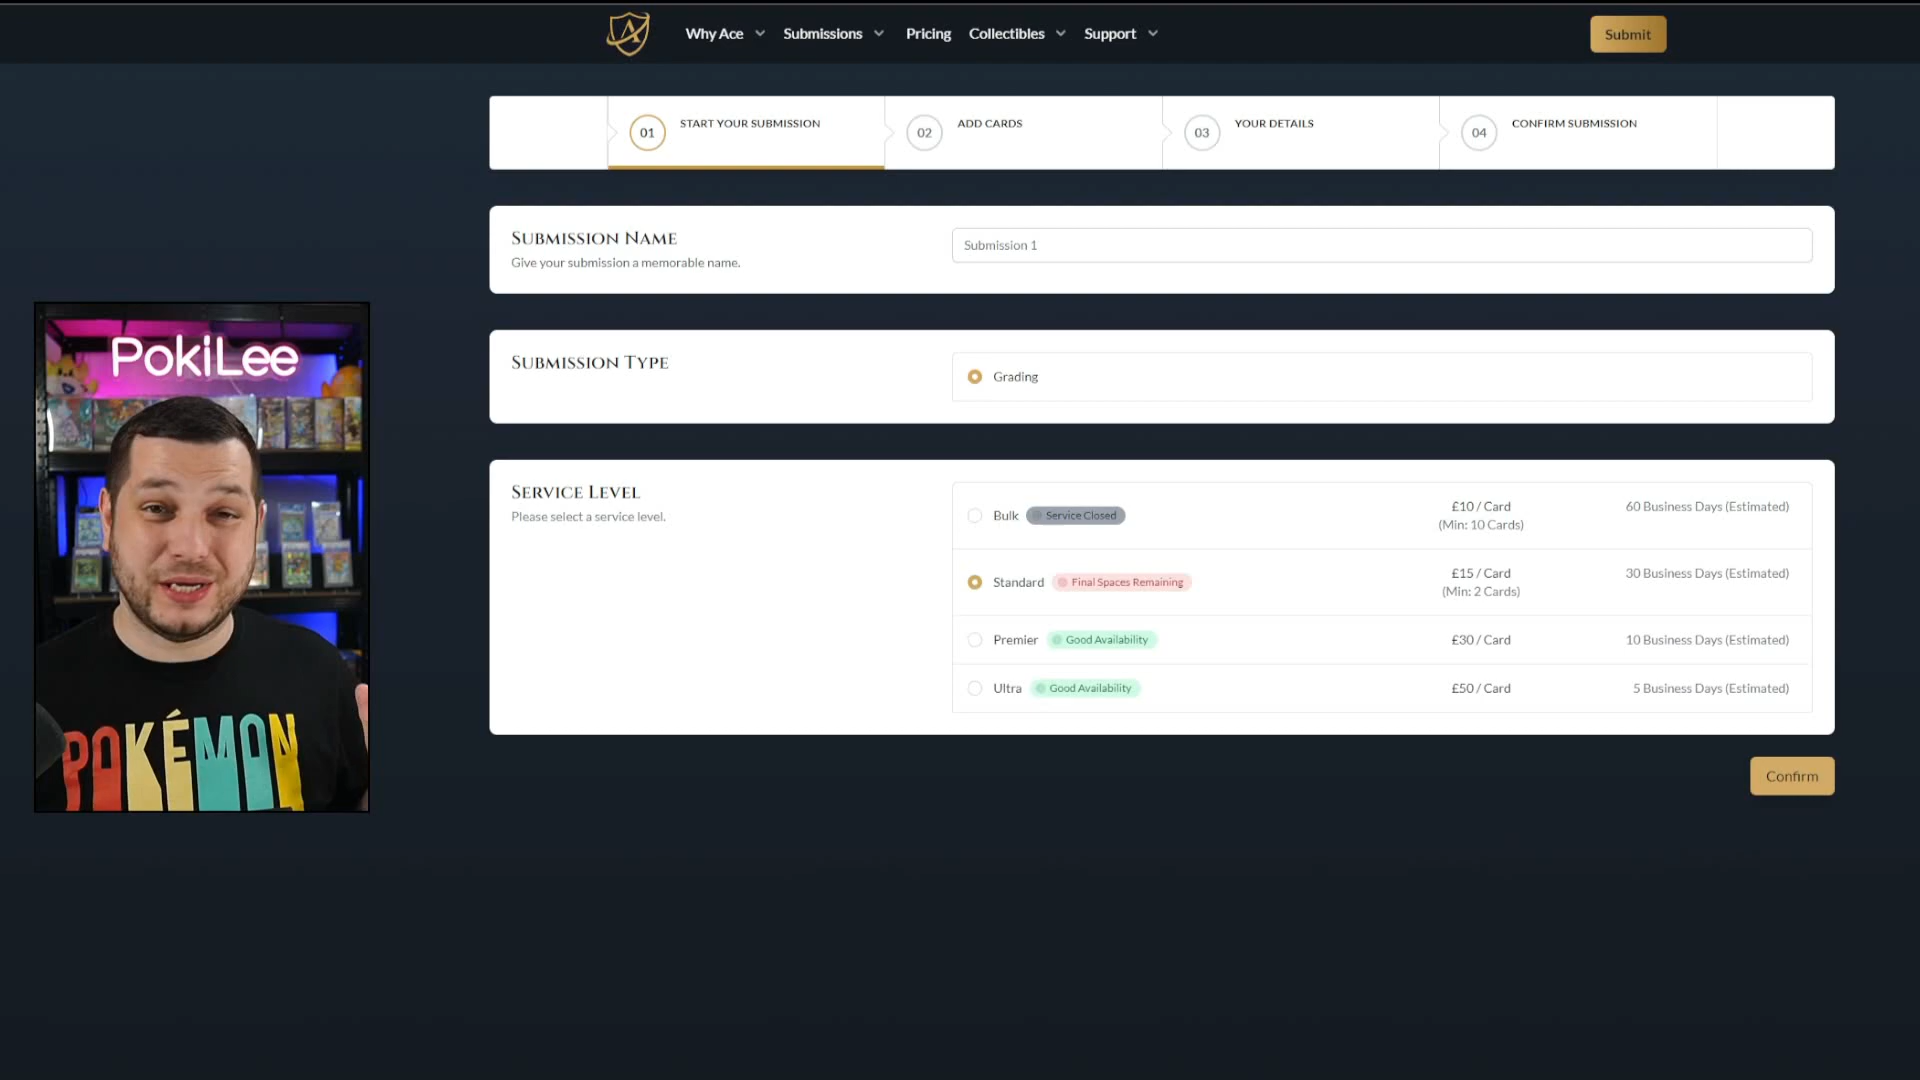 Why Ace
Submissions
Pricing
Collectibles
Support
Submit
01
START YOUR SUBMISSION
02
ADD CARDS
03
YOUR DETAILS
04
CONFIRM SUBMISSION
SUBMISSION NAME
Give your submission a memorable name.
Submission 1
SUBMISSION TYPE
Grading
SERVICE LEVEL
Please select a service level.
Bulk Service Closed £10 / Card 60 Business Days (Estimated)
(Min: 10 Cards)
Standard Final Spaces Remaining £15 / Card 30 Business Days (Estimated)
(Min: 2 Cards)
Premier Good Availability £30 / Card 10 Business Days (Estimated)
Ultra Good Availability £50 / Card 5 Business Days (Estimated)
Confirm
PokiLee
POKÉMON